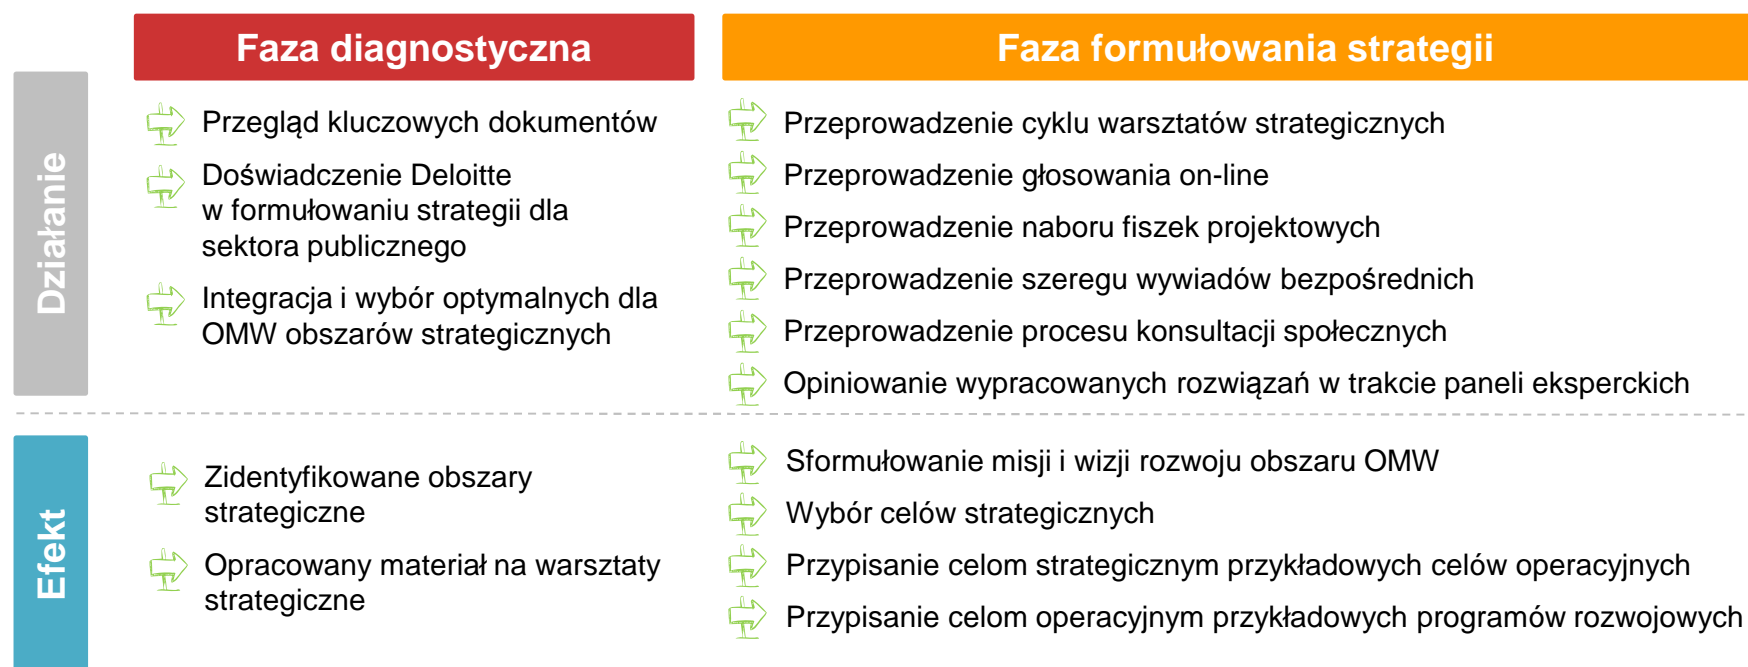 Faza diagnostyczna
Faza formułowania strategii
Działanie
Przegląd kluczowych dokumentów
Doświadczenie Deloitte
w formułowaniu strategii dla
sektora publicznego
Integracja i wybór optymalnych dla
OMW obszarów strategicznych
Przeprowadzenie cyklu warsztatów strategicznych
Przeprowadzenie głosowania on-line
Przeprowadzenie naboru fiszek projektowych
Przeprowadzenie szeregu wywiadów bezpośrednich
Przeprowadzenie procesu konsultacji społecznych
Opiniowanie wypracowanych rozwiązań w trakcie paneli eksperckich
Efekt
Zidentyfikowane obszary
strategiczne
Opracowany materiał na warsztaty
strategiczne
Sformułowanie misji i wizji rozwoju obszaru OMW
Wybór celów strategicznych
Przypisanie celom strategicznym przykładowych celów operacyjnych
Przypisanie celom operacyjnym przykładowych programów rozwojowych